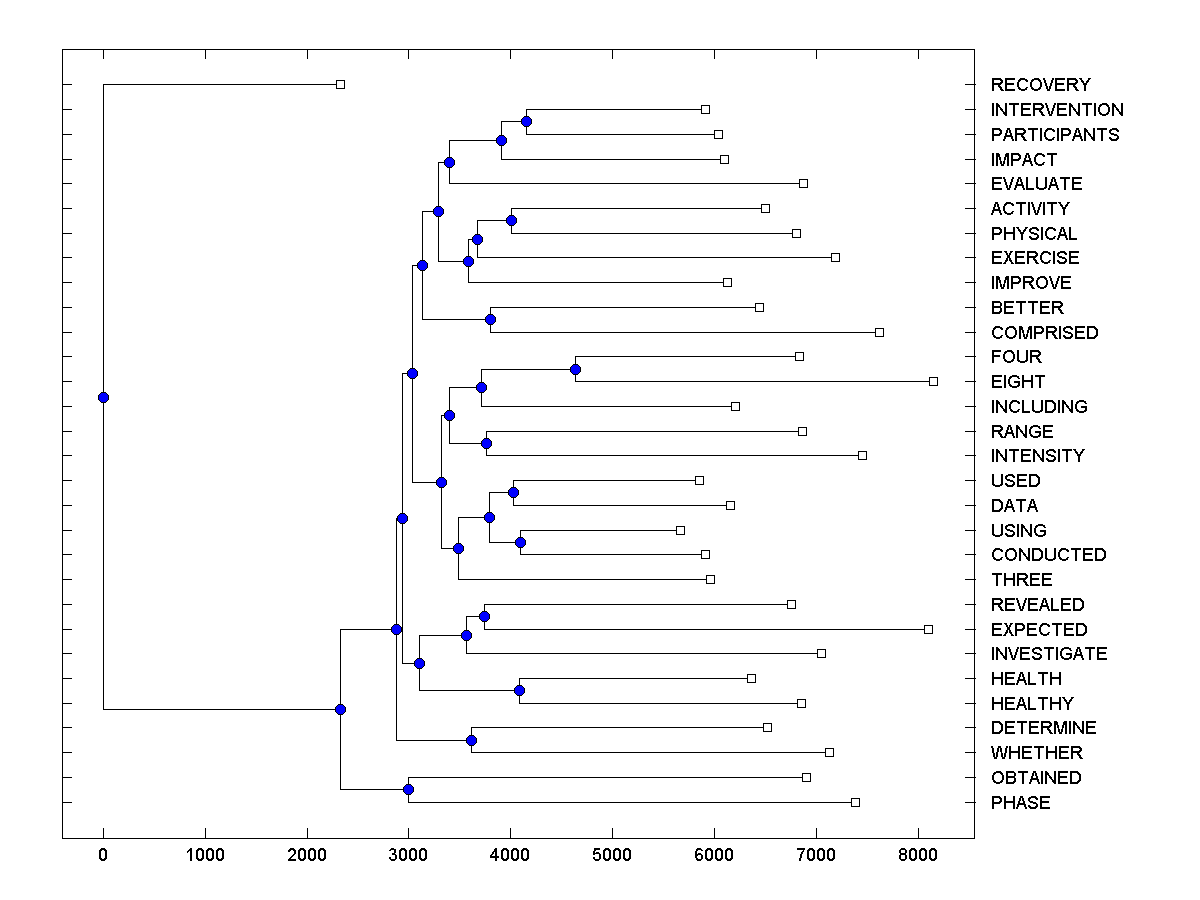 RECOVERY
INTERVENTION
PARTICIPANTS
IMPACT
EVALUATE
ACTIVITY
PHYSICAL
EXERCISE
IMPROVE
BETTER
COMPRISED
FOUR
EIGHT
INCLUDING
RANGE
INTENSITY
USED
DATA
USING
CONDUCTED
THREE
REVEALED
EXPECTED
INVESTIGATE
HEALTH
HEALTHY
DETERMINE
WHETHER
OBTAINED
PHASE
0 1000 2000 3000 4000 5000 6000 7000 8000